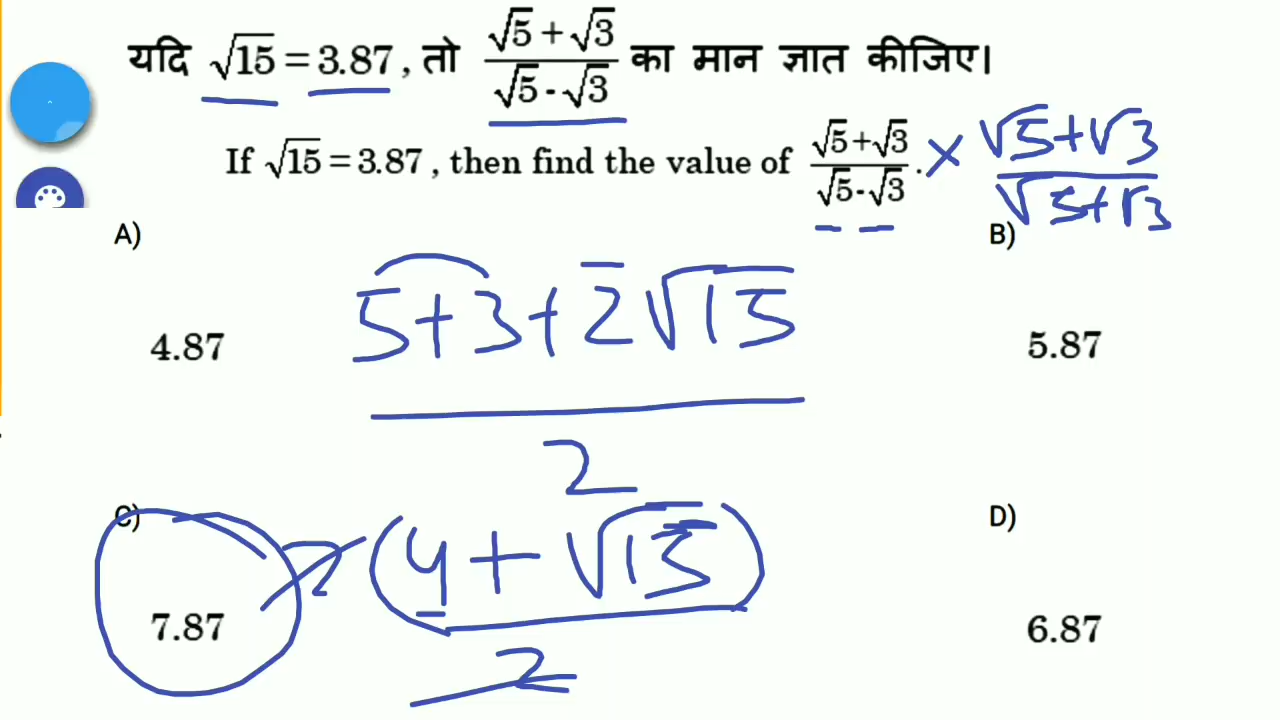 यदि √15 = 3.87, तो (√5 + √3)/(√5 - √3) का मान ज्ञात कीजिए।
If √15 = 3.87, then find the value of (√5 + √3)/(√5 - √3). × (√5+√3)/(√5+√3)
A)
B)
5+3+2√15
4.87
5.87
2
C)
D)
2(4+√15)
7.87
6.87
2